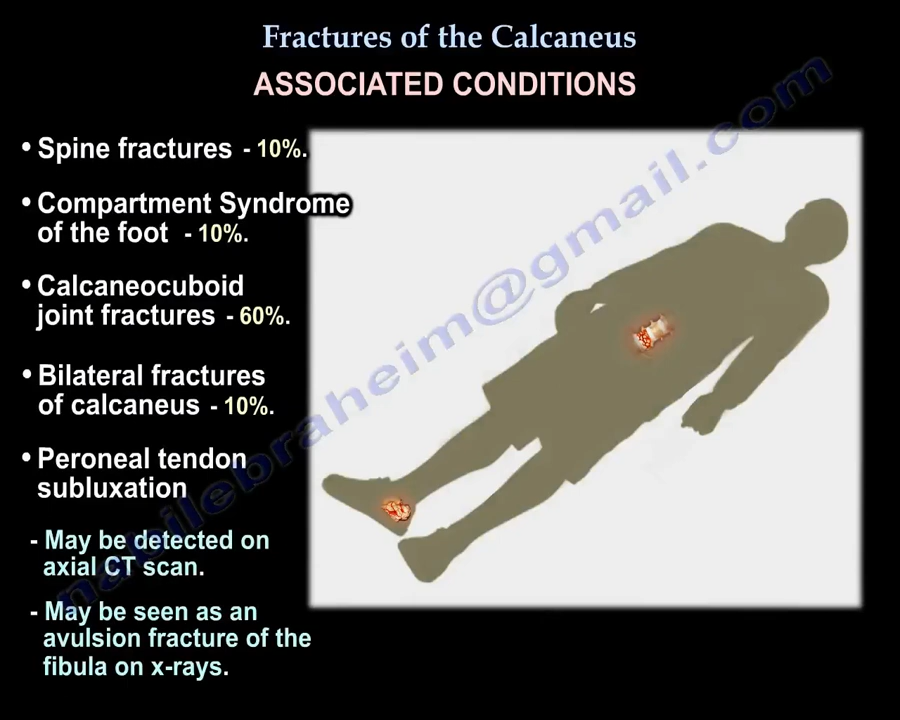 Fractures of the Calcaneus
ASSOCIATED CONDITIONS
• Spine fractures - 10%.
• Compartment Syndrome
of the foot - 10%.
• Calcaneocuboid
joint fractures - 60%.
• Bilateral fractures
of calcaneus - 10%.
• Peroneal tendon
subluxation
- May be detected on
axial CT scan.
- May be seen as an
avulsion fracture of the
fibula on x-rays.
nabilebraheim@gmail.com